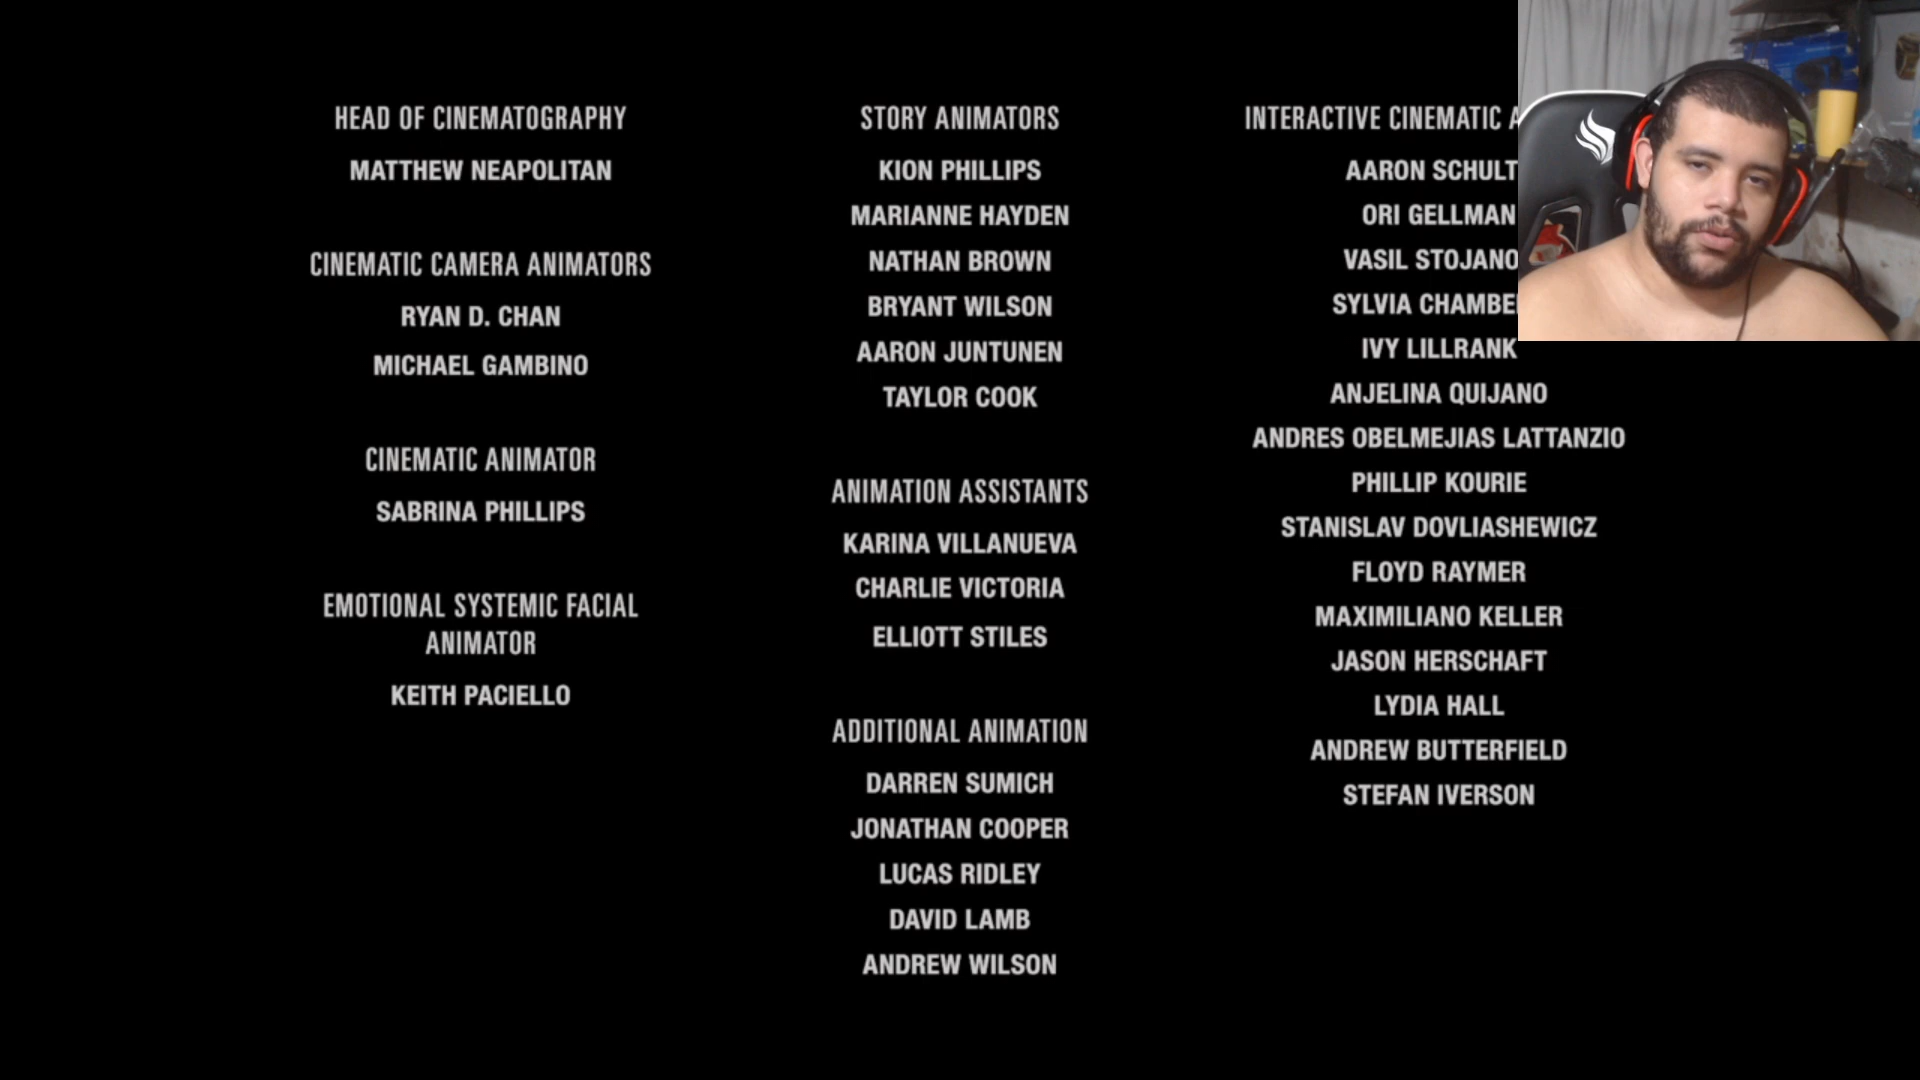 HEAD OF CINEMATOGRAPHY
MATTHEW NEAPOLITAN
CINEMATIC CAMERA ANIMATORS
RYAN D. CHAN
MICHAEL GAMBINO
CINEMATIC ANIMATOR
SABRINA PHILLIPS
EMOTIONAL SYSTEMIC FACIAL
ANIMATOR
KEITH PACIELLO
STORY ANIMATORS
KION PHILLIPS
MARIANNE HAYDEN
NATHAN BROWN
BRYANT WILSON
AARON JUNTUNEN
TAYLOR COOK
ANIMATION ASSISTANTS
KARINA VILLANUEVA
CHARLIE VICTORIA
ELLIOTT STILES
ADDITIONAL ANIMATION
DARREN SUMICH
JONATHAN COOPER
LUCAS RIDLEY
DAVID LAMB
ANDREW WILSON
INTERACTIVE CINEMATIC
AARON
ORI GELLMAN
VASIL
SYLVIA
IVY LILLRANK
ANJELINA QUIJANO
ANDRES OBELMEJIAS LATTANZIO
PHILLIP KOURIE
STANISLAV DOVLIASHEWICZ
FLOYD RAYMER
MAXIMILIANO KELLER
JASON HERSCHAFT
LYDIA HALL
ANDREW BUTTERFIELD
STEFAN IVERSON